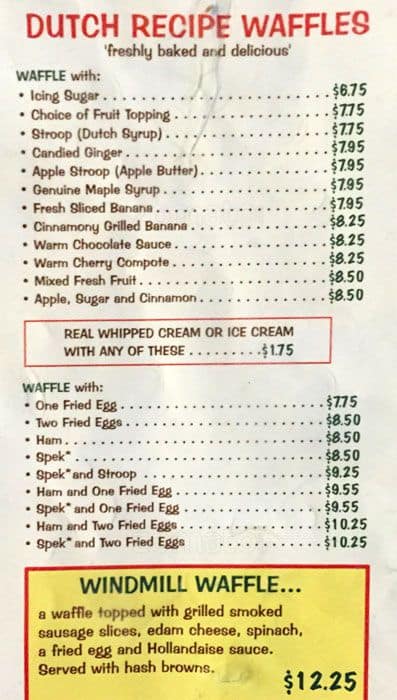 DUTCH RECIPE WAFFLES
'freshly baked and delicious'
WAFFLE with:
• Icing Sugar . . . . . . . . . . . . . . . . . . . . . . . . . $6.75
• Choice of Fruit Topping . . . . . . . . . . . . . . . . . $7.75
• Stroop (Dutch Syrup) . . . . . . . . . . . . . . . . . . $7.75
• Candied Ginger . . . . . . . . . . . . . . . . . . . . . . $7.95
• Apple Stroop (Apple Butter) . . . . . . . . . . . . . . $7.95
• Genuine Maple Syrup . . . . . . . . . . . . . . . . . . $7.95
• Fresh Sliced Banana . . . . . . . . . . . . . . . . . . . $7.95
• Cinnamony Grilled Banana . . . . . . . . . . . . . . . $8.25
• Warm Chocolate Sauce . . . . . . . . . . . . . . . . . $8.25
• Warm Cherry Compote . . . . . . . . . . . . . . . . . $8.25
• Mixed Fresh Fruit . . . . . . . . . . . . . . . . . . . . $8.50
• Apple, Sugar and Cinnamon . . . . . . . . . . . . . . $8.50
REAL WHIPPED CREAM OR ICE CREAM
WITH ANY OF THESE . . . . . . . . . $1.75
WAFFLE with:
• One Fried Egg . . . . . . . . . . . . . . . . . . . . . . . $7.75
• Two Fried Eggs . . . . . . . . . . . . . . . . . . . . . . $8.50
• Ham . . . . . . . . . . . . . . . . . . . . . . . . . . . . . $8.50
• Spek* . . . . . . . . . . . . . . . . . . . . . . . . . . . . $8.50
• Spek* and Stroop . . . . . . . . . . . . . . . . . . . . $9.25
• Ham and One Fried Egg . . . . . . . . . . . . . . . . . $9.55
• Spek* and One Fried Egg . . . . . . . . . . . . . . . . $9.55
• Ham and Two Fried Eggs . . . . . . . . . . . . . . . . $10.25
• Spek* and Two Fried Eggs . . . . . . . . . . . . . . . $10.25
WINDMILL WAFFLE...
a waffle topped with grilled smoked
sausage slices, edam cheese, spinach,
a fried egg and Hollandaise sauce.
Served with hash browns.
$12.25